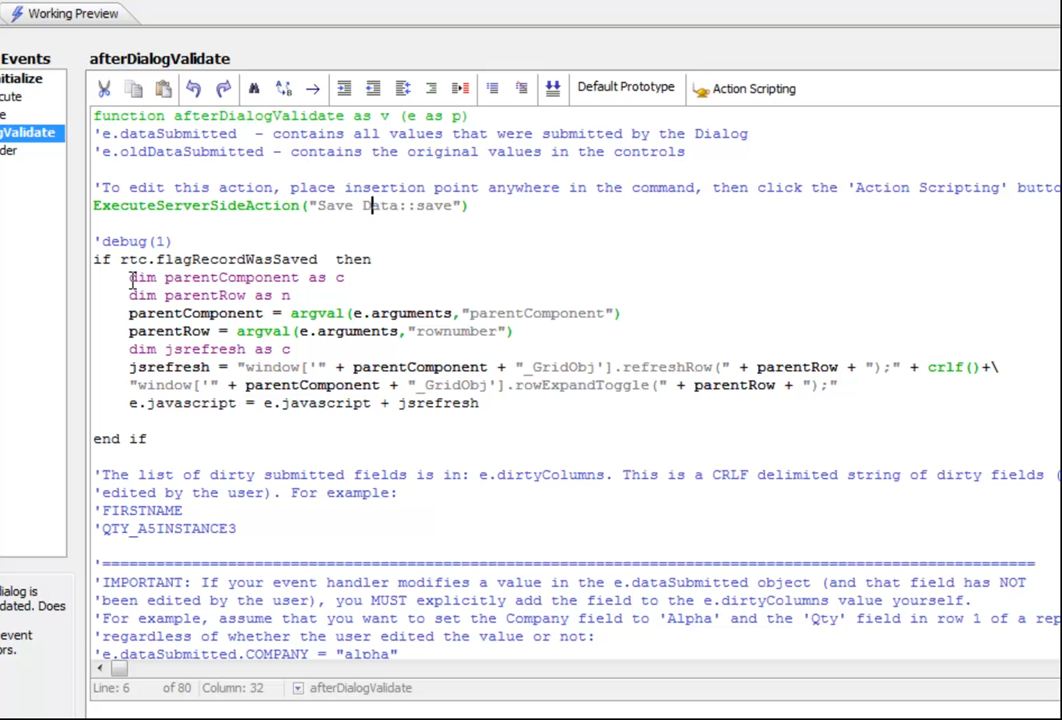 Working Preview
Events
itialize
cute
e
gValidate
der
afterDialogValidate
Default Prototype
Action Scripting
function afterDialogValidate as v (e as p)
'e.dataSubmitted  - contains all values that were submitted by the Dialog
'e.oldDataSubmitted - contains the original values in the controls
'To edit this action, place insertion point anywhere in the command, then click the 'Action Scripting' butto
ExecuteServerSideAction("Save Data::save")
'debug(1)
if rtc.flagRecordWasSaved  then
dim parentComponent as c
dim parentRow as n
parentComponent = argval(e.arguments,"parentComponent")
parentRow = argval(e.arguments,"rownumber")
dim jsrefresh as c
jsrefresh = "window['" + parentComponent + "_GridObj'].refreshRow(" + parentRow + ");" + crlf()+\
"window['" + parentComponent + "_GridObj'].rowExpandToggle(" + parentRow + ");"
e.javascript = e.javascript + jsrefresh
end if
'The list of dirty submitted fields is in: e.dirtyColumns. This is a CRLF delimited string of dirty fields (
'edited by the user). For example:
'FIRSTNAME
'QTY_A5INSTANCE3
'=========================================================================================================
'IMPORTANT: If your event handler modifies a value in the e.dataSubmitted object (and that field has NOT
'been edited by the user), you MUST explicitly add the field to the e.dirtyColumns value yourself.
'For example, assume that you want to set the Company field to 'Alpha' and the 'Qty' field in row 1 of a rep
'regardless of whether the user edited the value or not:
'e.dataSubmitted.COMPANY = "alpha"
ialog is
dated. Does
event
ors.
Line: 6 of 80 Column: 32 afterDialogValidate